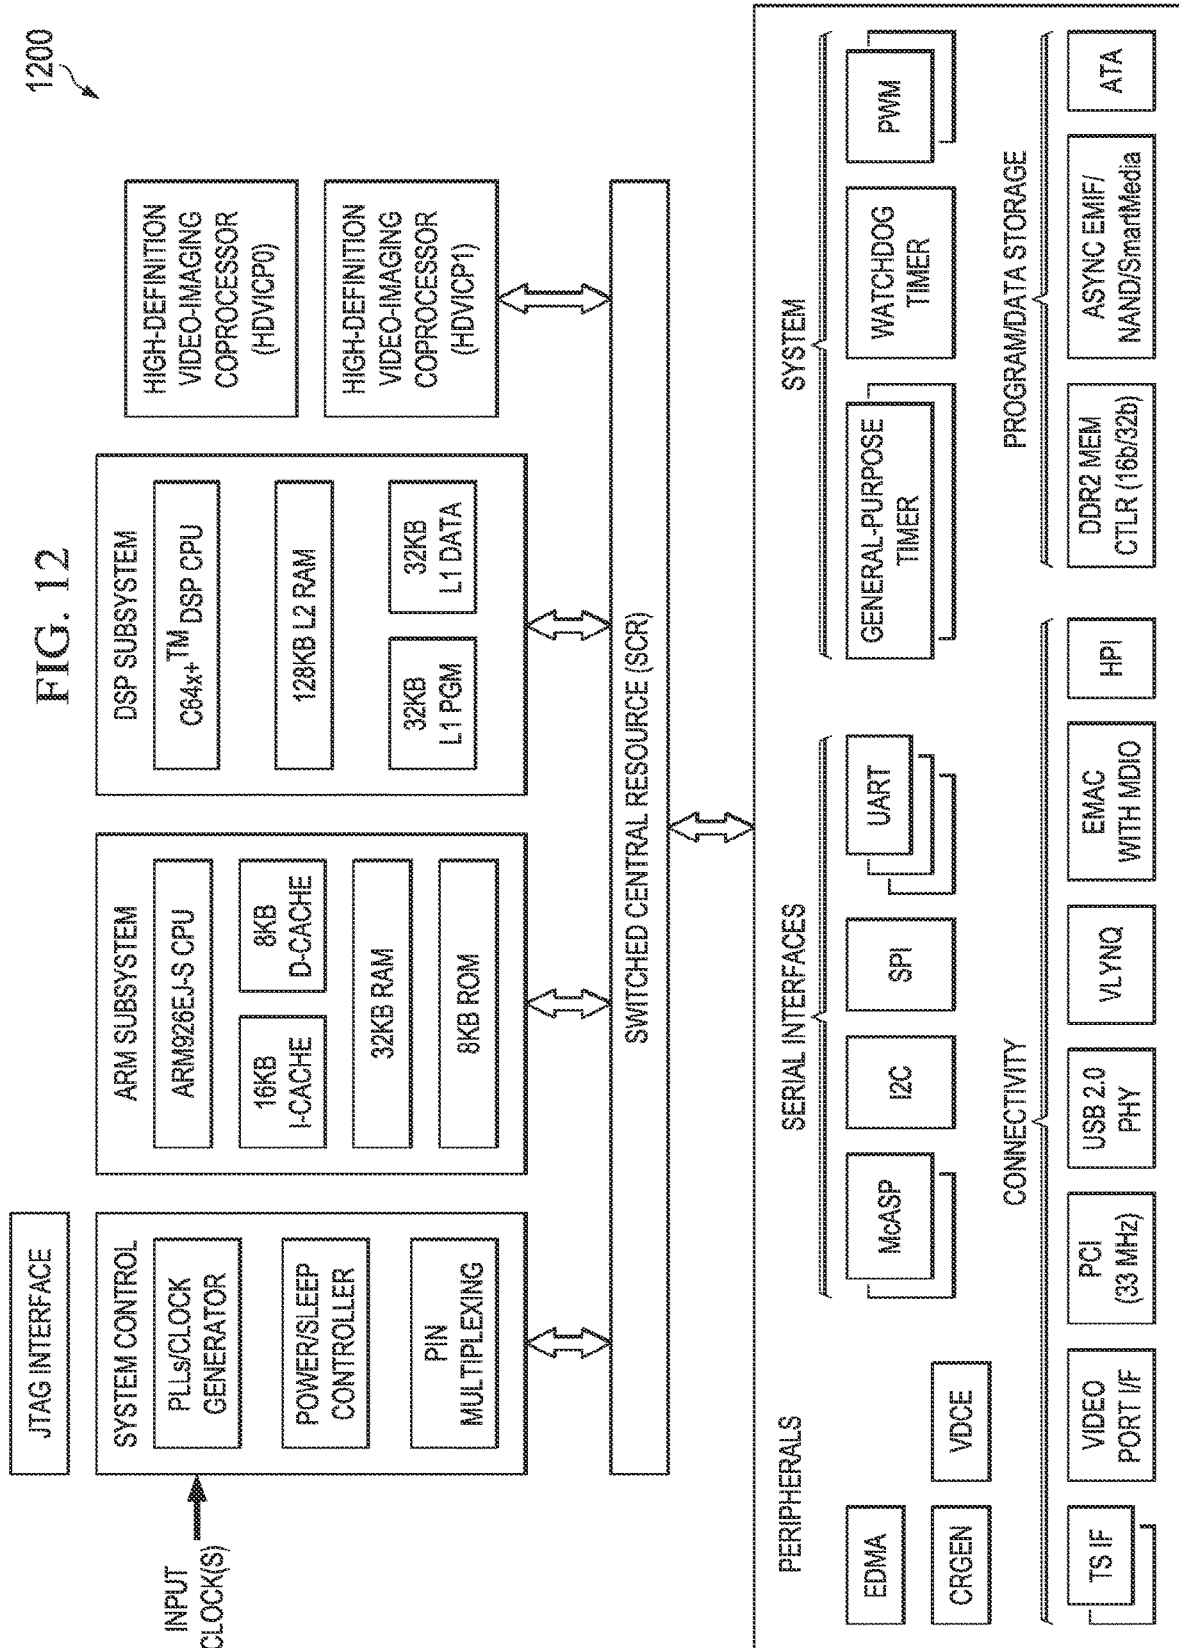 FIG. 12
1200
JTAG INTERFACE
INPUT
CLOCK(S)
SYSTEM CONTROL
PLLs/CLOCK
GENERATOR
POWER/SLEEP
CONTROLLER
PIN
MULTIPLEXING
ARM SUBSYSTEM
ARM926EJ-S CPU
16KB
I-CACHE
8KB
D-CACHE
32KB RAM
8KB ROM
DSP SUBSYSTEM
C64x+™ DSP CPU
128KB L2 RAM
32KB
L1 PGM
32KB
L1 DATA
HIGH-DEFINITION
VIDEO-IMAGING
COPROCESSOR
(HDVICP0)
HIGH-DEFINITION
VIDEO-IMAGING
COPROCESSOR
(HDVICP1)
SWITCHED CENTRAL RESOURCE (SCR)
PERIPHERALS
EDMA
CRGEN
VDCE
SERIAL INTERFACES
McASP
I2C
SPI
UART
SYSTEM
GENERAL-PURPOSE
TIMER
WATCHDOG
TIMER
PWM
CONNECTIVITY
TS IF
VIDEO
PORT I/F
PCI
(33 MHz)
USB 2.0
PHY
VLYNQ
EMAC
WITH MDIO
HPI
PROGRAM/DATA STORAGE
DDR2 MEM
CTLR (16b/32b)
ASYNC EMIF/
NAND/SmartMedia
ATA